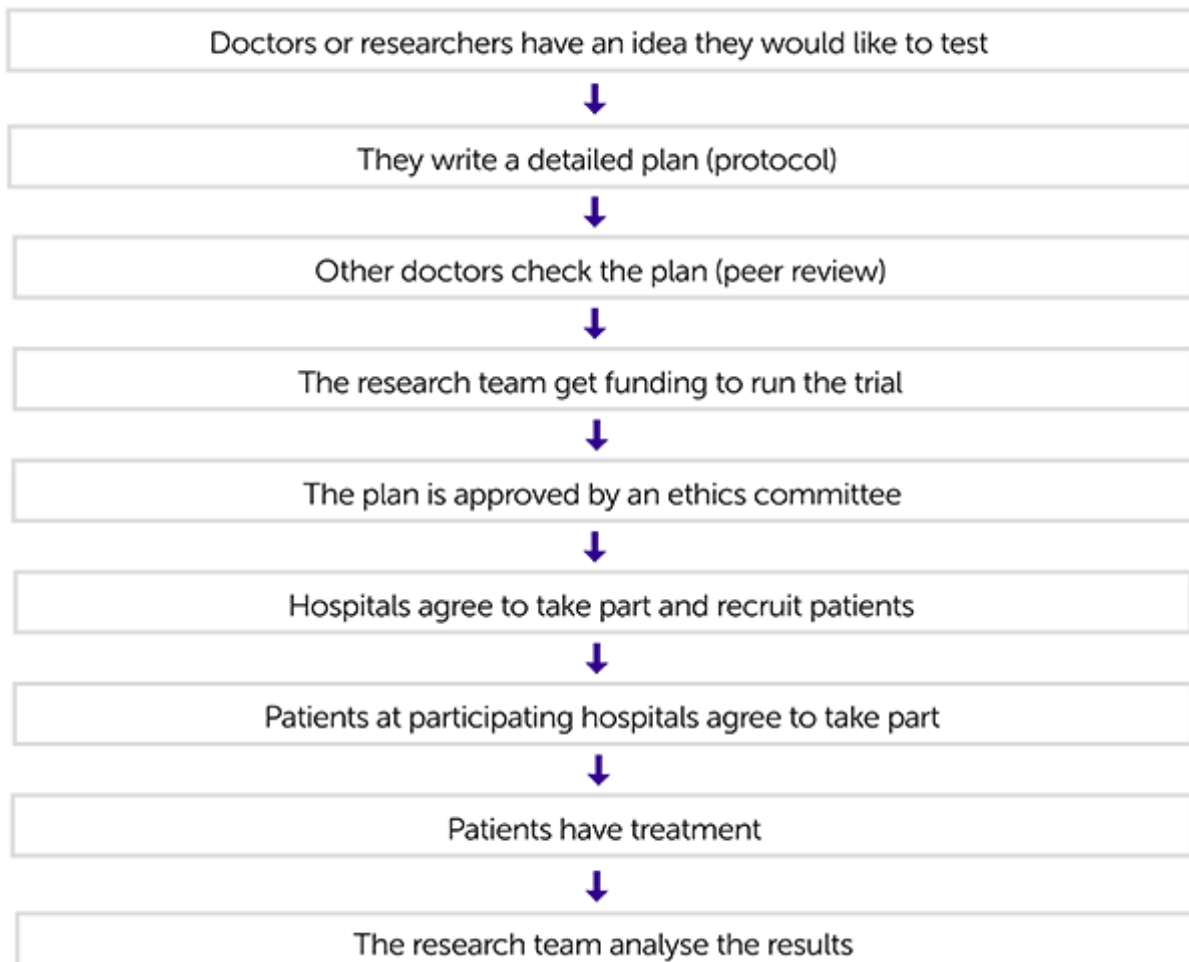 Doctors or researchers have an idea they would like to test
They write a detailed plan (protocol)
Other doctors check the plan (peer review)
The research team get funding to run the trial
The plan is approved by an ethics committee
Hospitals agree to take part and recruit patients
Patients at participating hospitals agree to take part
Patients have treatment
The research team analyse the results